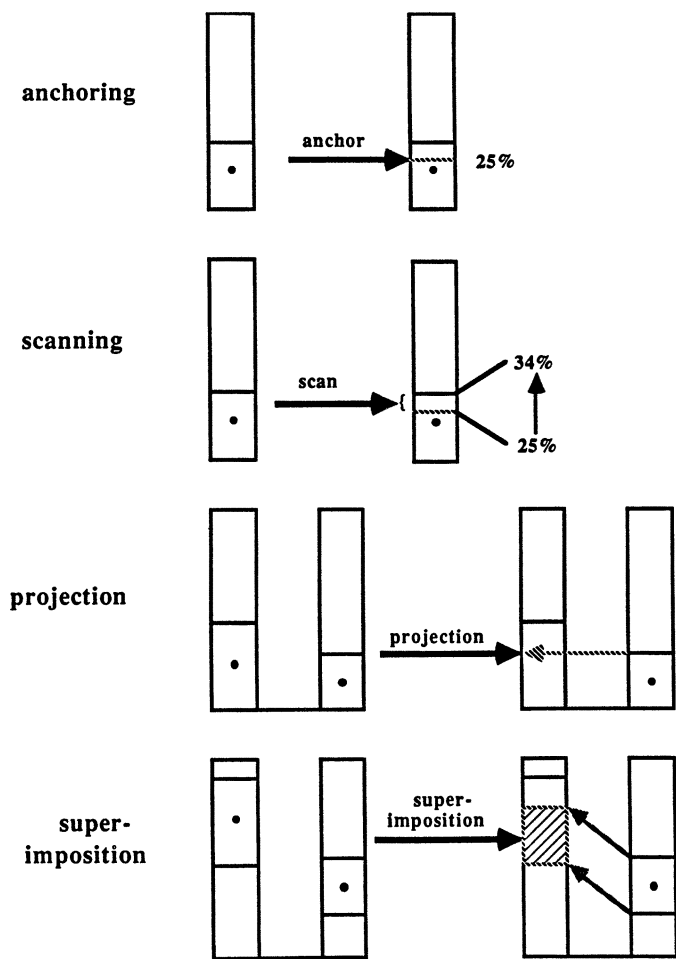 anchoring
anchor
25%
scanning
scan
{
34%
25%
projection
projection
super-
imposition
super-
imposition